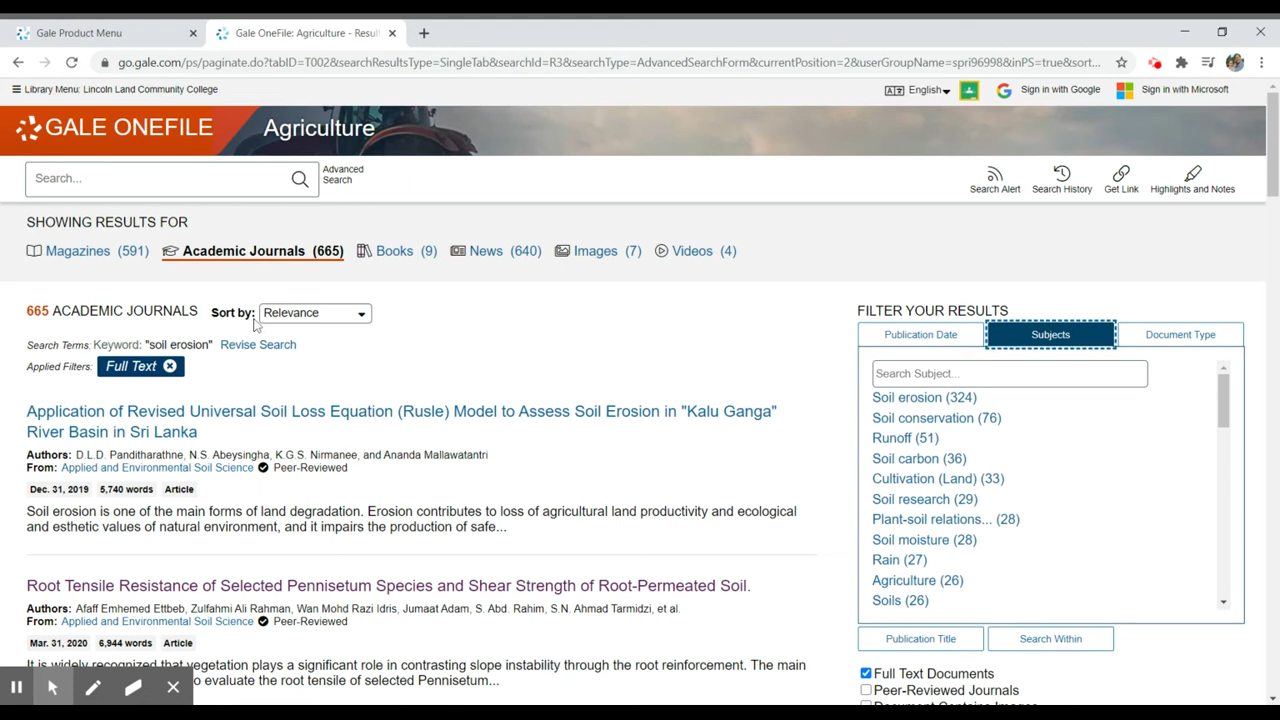 Gale Product Menu
Gale OneFile: Agriculture - Resul
go.gale.com/ps/paginate.do?tabID=T002&searchResultsType=SingleTab&searchId=R3&searchType=AdvancedSearchForm&currentPosition=2&userGroupName=spri96998&inPS=true&sort...
Library Menu: Lincoln Land Community College
English
Sign in with Google
Sign in with Microsoft
GALE ONEFILE
Agriculture
Search...
Advanced
Search
Search Alert
Search History
Get Link
Highlights and Notes
SHOWING RESULTS FOR
Magazines (591)
Academic Journals (665)
Books (9)
News (640)
Images (7)
Videos (4)
665 ACADEMIC JOURNALS
Sort by: Relevance
Search Terms: Keyword: "soil erosion" Revise Search
Applied Filters: Full Text
Application of Revised Universal Soil Loss Equation (Rusle) Model to Assess Soil Erosion in "Kalu Ganga"
River Basin in Sri Lanka
Authors: D.L.D. Panditharathne, N.S. Abeysingha, K.G.S. Nirmanee, and Ananda Mallawatantri
From: Applied and Environmental Soil Science Peer-Reviewed
Dec. 31, 2019 5,740 words Article
Soil erosion is one of the main forms of land degradation. Erosion contributes to loss of agricultural land productivity and ecological
and esthetic values of natural environment, and it impairs the production of safe...
Root Tensile Resistance of Selected Pennisetum Species and Shear Strength of Root-Permeated Soil.
Authors: Afaff Emhemed Ettbeb, Zulfahmi Ali Rahman, Wan Mohd Razi Idris, Jumaat Adam, S. Abd. Rahim, S.N. Ahmad Tarmidzi, et al.
From: Applied and Environmental Soil Science Peer-Reviewed
Mar. 31, 2020 6,944 words Article
It is widely recognized that vegetation plays a significant role in contrasting slope instability through the root reinforcement. The main
o evaluate the root tensile of selected Pennisetum...
FILTER YOUR RESULTS
Publication Date
Subjects
Document Type
Search Subject...
Soil erosion (324)
Soil conservation (76)
Runoff (51)
Soil carbon (36)
Cultivation (Land) (33)
Soil research (29)
Plant-soil relations... (28)
Soil moisture (28)
Rain (27)
Agriculture (26)
Soils (26)
Publication Title
Search Within
Full Text Documents
Peer-Reviewed Journals
Document Contains Images